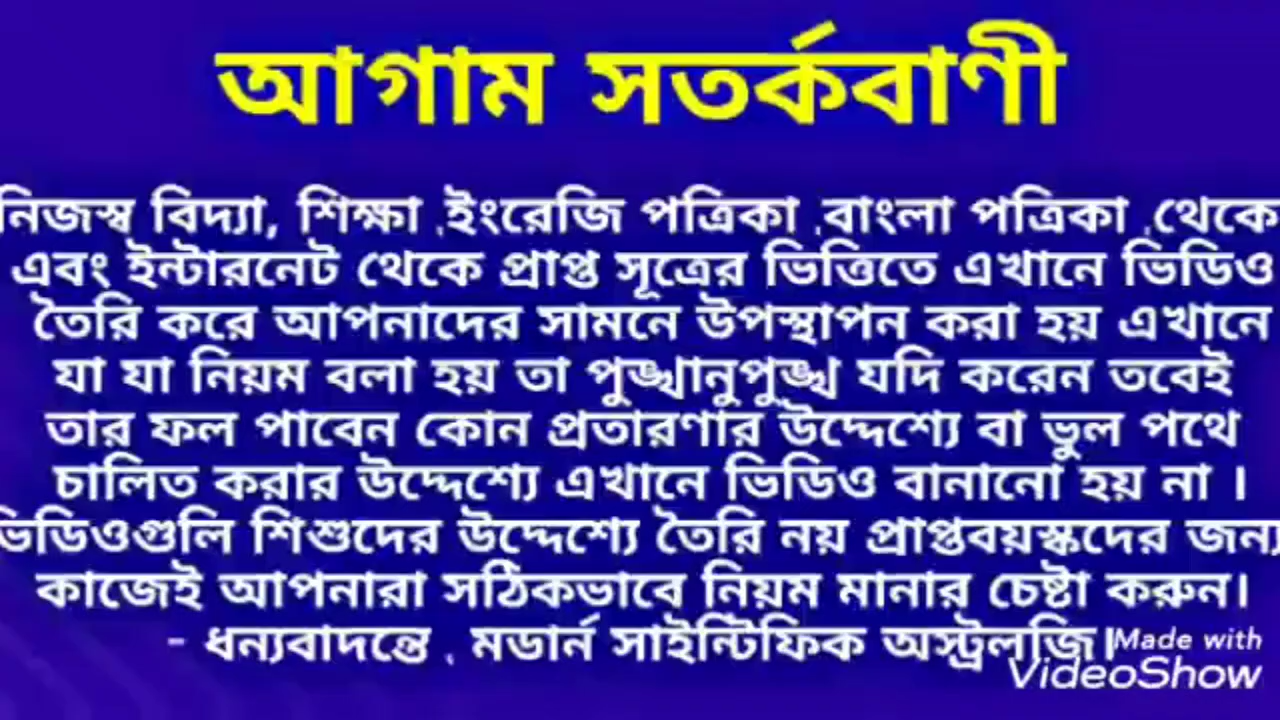 আগাম সতর্কবাণী
নিজস্ব বিদ্যা, শিক্ষা ,ইংরেজি পত্রিকা ,বাংলা পত্রিকা ,থেকে
এবং ইন্টারনেট থেকে প্রাপ্ত সূত্রের ভিত্তিতে এখানে ভিডিও
তৈরি করে আপনাদের সামনে উপস্থাপন করা হয় এখানে
যা যা নিয়ম বলা হয় তা পুঙ্খানুপুঙ্খ যদি করেন তবেই
তার ফল পাবেন কোন প্রতারণার উদ্দেশ্যে বা ভুল পথে
চালিত করার উদ্দেশ্যে এখানে ভিডিও বানানো হয় না ।
ভিডিওগুলি শিশুদের উদ্দেশ্যে তৈরি নয় প্রাপ্তবয়স্কদের জন্য
কাজেই আপনারা সঠিকভাবে নিয়ম মানার চেষ্টা করুন।
- ধন্যবাদন্তে , মডার্ন সাইন্টিফিক অস্ট্রলজি।
Made with
VideoShow